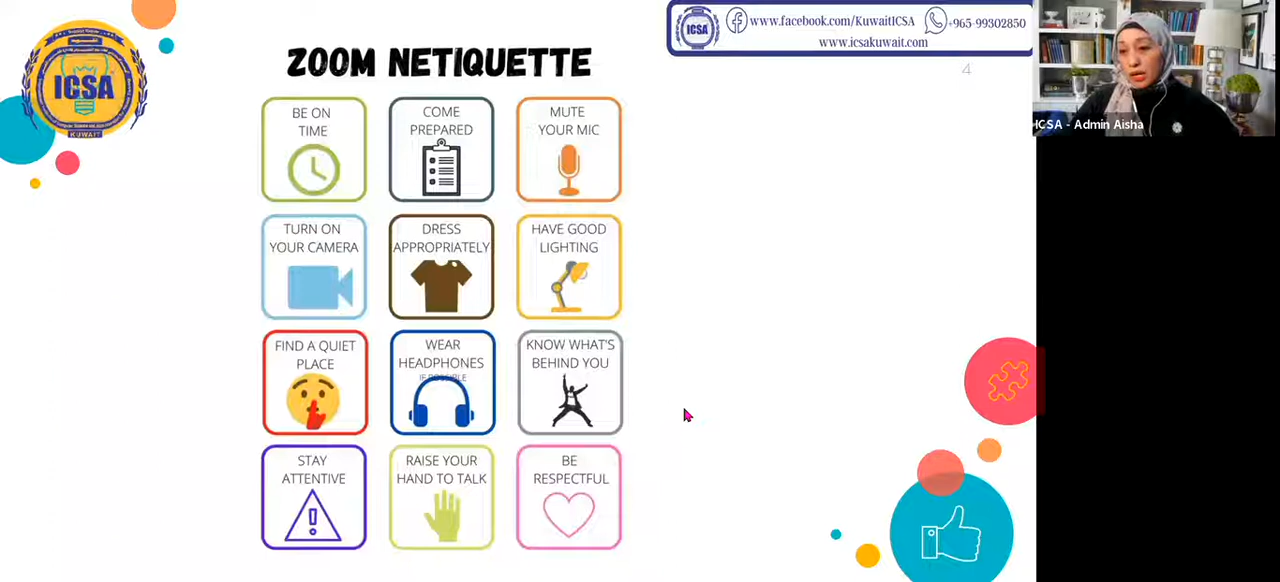 ICSA
KUWAIT
ZOOM NETIQUETTE
ICSA
www.facebook.com/KuwaitICSA
+965-99302850
www.icsakuwait.com
4
ICSA - Admin Aisha
BE ON
TIME
COME
PREPARED
MUTE
YOUR MIC
TURN ON
YOUR CAMERA
DRESS
APPROPRIATELY
HAVE GOOD
LIGHTING
FIND A QUIET
PLACE
WEAR
HEADPHONES
IF POSSIBLE
KNOW WHAT'S
BEHIND YOU
STAY
ATTENTIVE
RAISE YOUR
HAND TO TALK
BE
RESPECTFUL